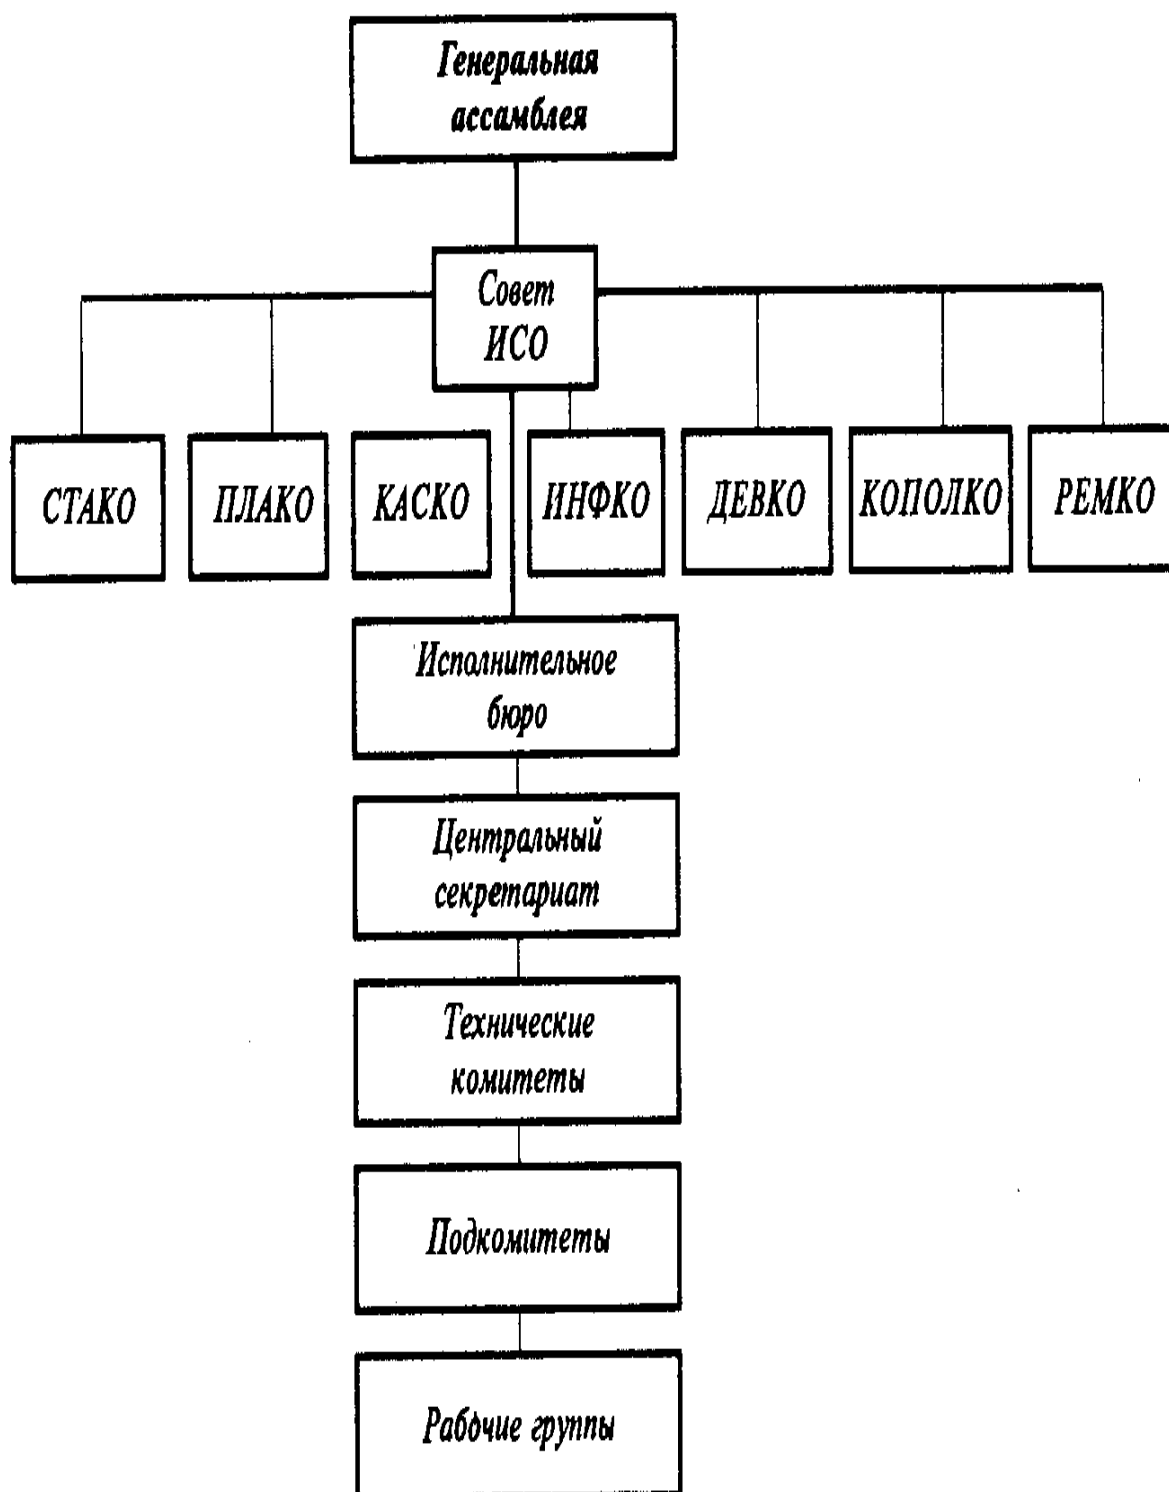 Генеральная
ассамблея
Совет
ИСО
СТАКО
ПЛАКО
КАСКО
ИНФКО
ДЕВКО
КОПОЛКО
РЕМКО
Исполнительное
бюро
Центральный
секретариат
Технические
комитеты
Подкомитеты
Рабочие группы